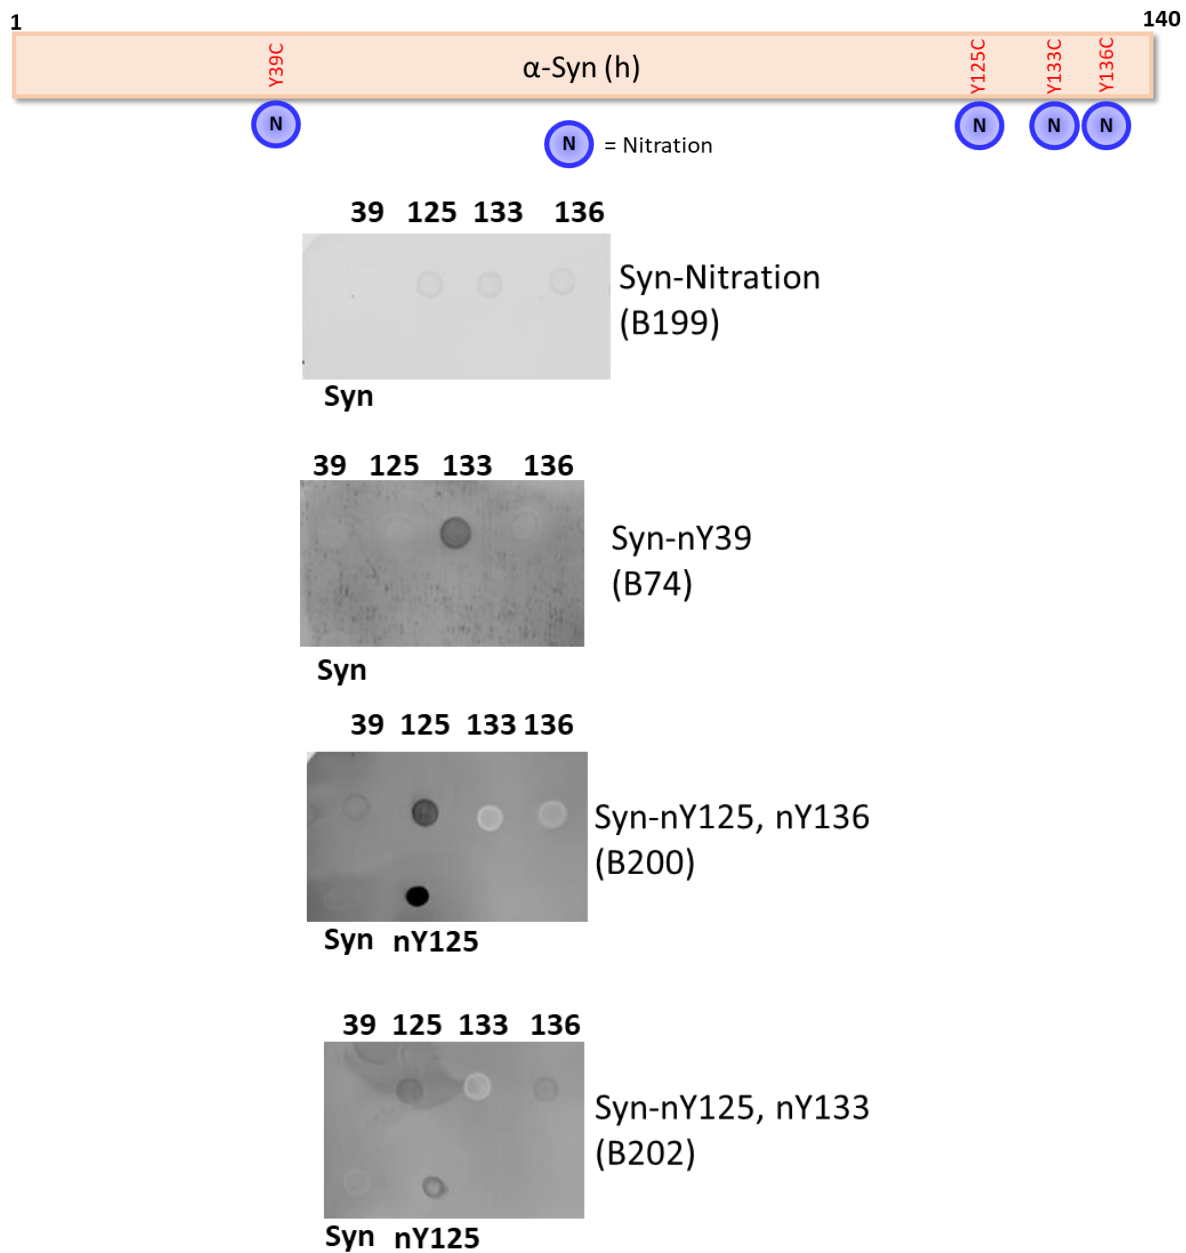 1
140
Y39C
α-Syn (h)
Y125C
Y133C
Y136C
N
N
N
N
N = Nitration
39 125 133 136
Syn-Nitration
(B199)
Syn
39 125 133 136
Syn-nY39
(B74)
Syn
39 125 133 136
Syn-nY125, nY136
(B200)
Syn nY125
39 125 133 136
Syn-nY125, nY133
(B202)
Syn nY125